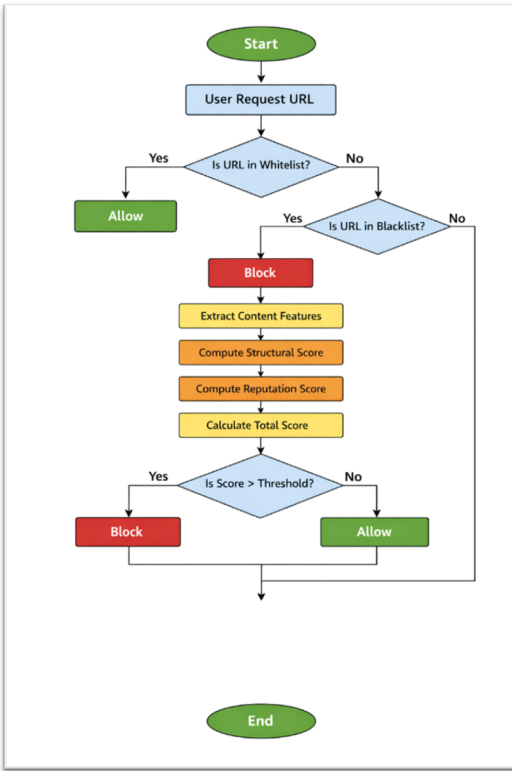 Start
User Request URL
Is URL in Whitelist?
Yes
No
Allow
Is URL in Blacklist?
Yes
No
Block
Extract Content Features
Compute Structural Score
Compute Reputation Score
Calculate Total Score
Is Score > Threshold?
Yes
No
Block
Allow
End